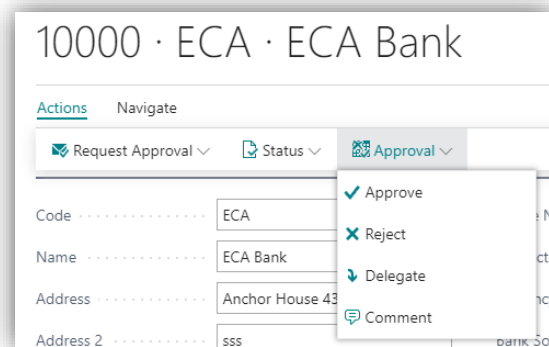 10000 · ECA · ECA Bank
Actions Navigate
Request Approval Status Approval
Approve
Code ECA
Reject
Name ECA Bank
Delegate
Address Anchor House 43
Comment
Address 2 sss